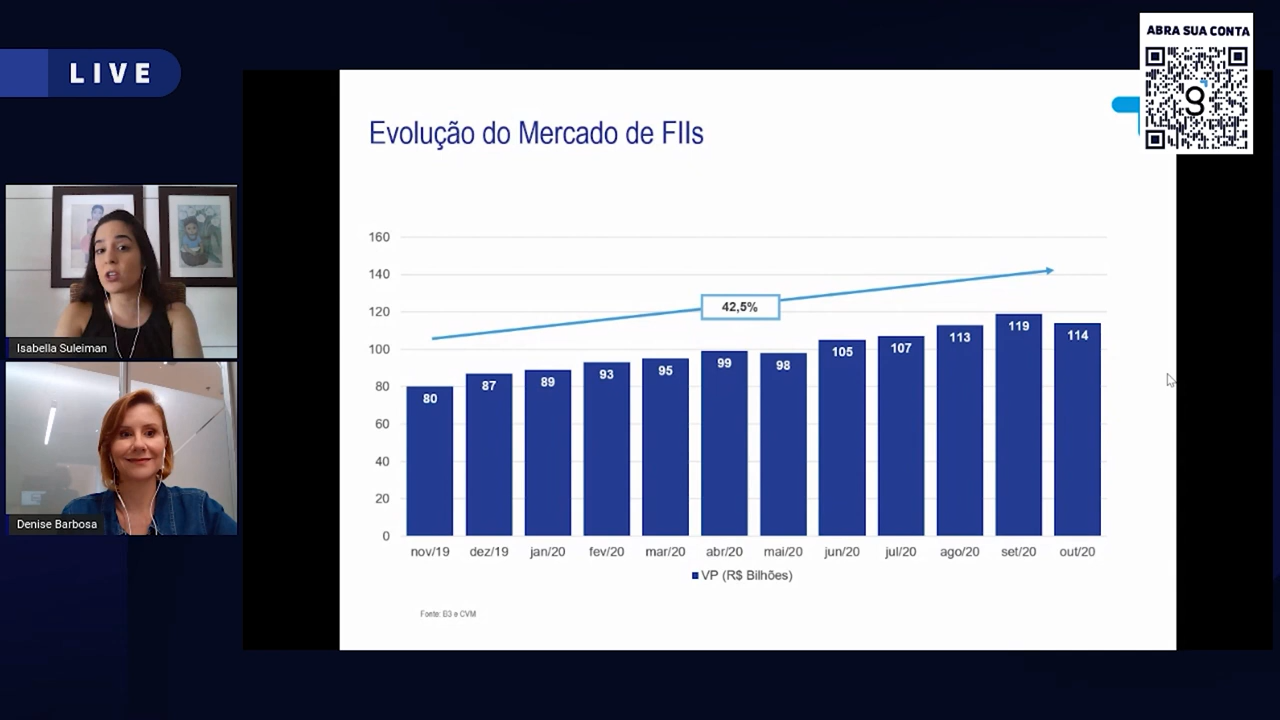 LIVE
ABRA SUA CONTA
Evolução do Mercado de FIIs
Isabella Suleiman
Denise Barbosa
160
140
120
100
80
60
40
20
0
42,5%
80
87
89
93
95
99
98
105
107
113
119
114
nov/19
dez/19
jan/20
fev/20
mar/20
abr/20
mai/20
jun/20
jul/20
ago/20
set/20
out/20
VP (R$ Bilhões)
Fonte: B3 e CVM